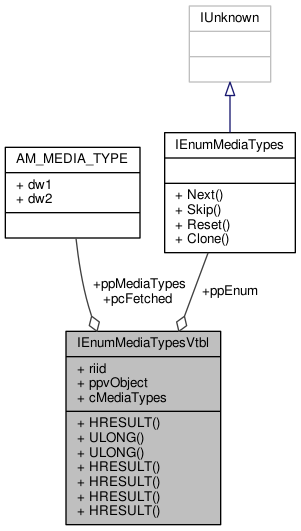 IUnknown
IEnumMediaTypes
+ Next()
+ Skip()
+ Reset()
+ Clone()
AM_MEDIA_TYPE
+ dw1
+ dw2
+ppMediaTypes
+pcFetched
+ppEnum
IEnumMediaTypesVtbl
+ riid
+ ppvObject
+ cMediaTypes
+ HRESULT()
+ ULONG()
+ ULONG()
+ HRESULT()
+ HRESULT()
+ HRESULT()
+ HRESULT()